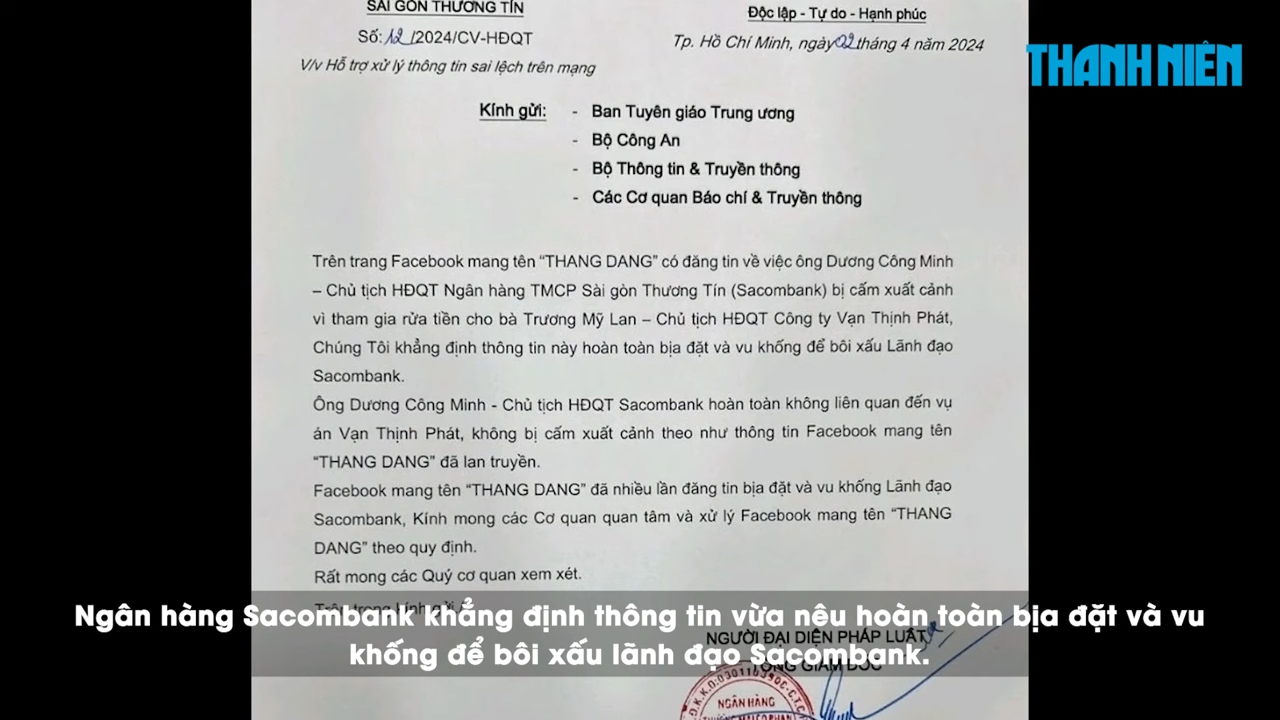 SÀI GÒN THƯƠNG TÍN
Độc lập - Tự do - Hạnh phúc
Số: 12/2024/CV-HĐQT
Tp. Hồ Chí Minh, ngày 02 tháng 4 năm 2024
THANH NIÊN
V/v Hỗ trợ xử lý thông tin sai lệch trên mạng
Kính gửi: - Ban Tuyên giáo Trung ương
- Bộ Công An
- Bộ Thông tin & Truyền thông
- Các Cơ quan Báo chí & Truyền thông
Trên trang Facebook mang tên “THANG DANG” có đăng tin về việc ông Dương Công Minh
– Chủ tịch HĐQT Ngân hàng TMCP Sài gòn Thương Tín (Sacombank) bị cấm xuất cảnh
vì tham gia rửa tiền cho bà Trương Mỹ Lan – Chủ tịch HĐQT Công ty Vạn Thịnh Phát,
Chúng Tôi khẳng định thông tin này hoàn toàn bịa đặt và vu khống để bôi xấu Lãnh đạo
Sacombank.
Ông Dương Công Minh - Chủ tịch HĐQT Sacombank hoàn toàn không liên quan đến vụ
án Vạn Thịnh Phát, không bị cấm xuất cảnh theo như thông tin Facebook mang tên
“THANG DANG” đã lan truyền.
Facebook mang tên “THANG DANG” đã nhiều lần đăng tin bịa đặt và vu khống Lãnh đạo
Sacombank, Kính mong các Cơ quan quan tâm và xử lý Facebook mang tên “THANG
DANG” theo quy định.
Rất mong các Quý cơ quan xem xét.
Ngân hàng Sacombank khẳng định thông tin vừa nêu hoàn toàn bịa đặt và vu
khống để bôi xấu lãnh đạo Sacombank.
NGƯỜI ĐẠI DIỆN PHÁP LUẬT
TỔNG GIÁM ĐỐC
NGÂN HÀNG